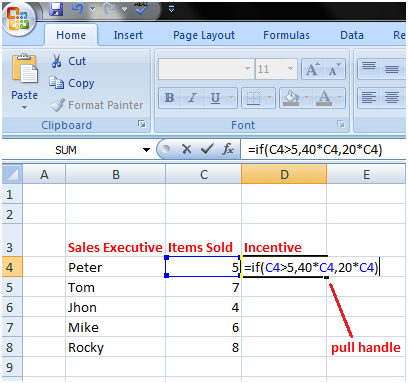 Home Insert Page Layout Formulas Data Re
Cut
Copy
Format Painter
Paste
11 A A
B I U A
Clipboard Font
SUM fx =if(C4>5,40*C4,20*C4)
A B C D E
1
2
3 Sales Executive Items Sold Incentive
4 Peter 5 =if(C4>5,40*C4,20*C4)
5 Tom 7
6 Jhon 4
7 Mike 6
8 Rocky 8 pull handle